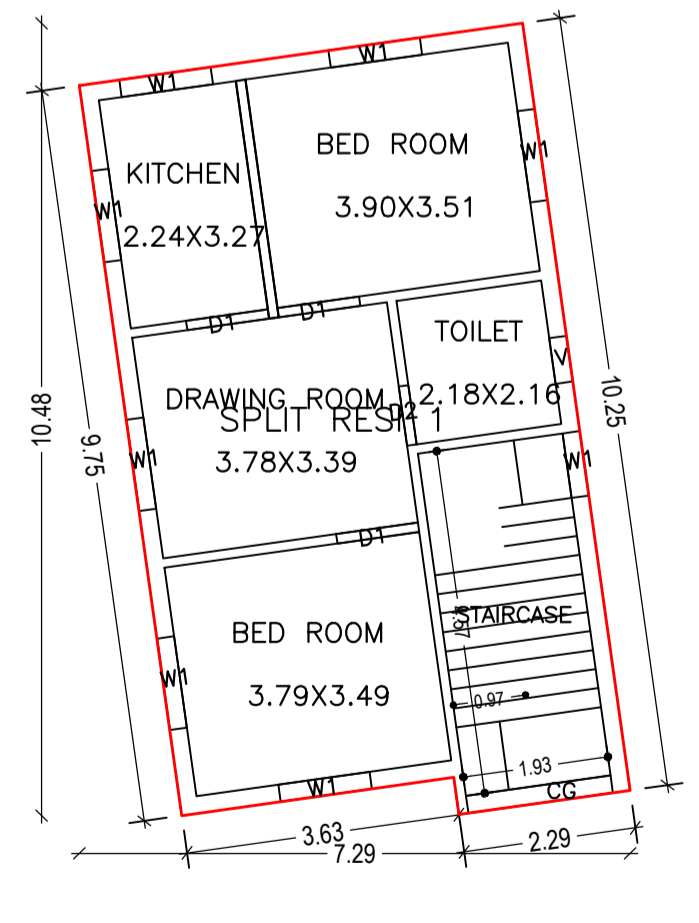 W1
W1
BED ROOM
3.90X3.51
KITCHEN
2.24X3.27
W1
W1
D1
D1
TOILET
2.18X2.16
V
DRAWING ROOM
SPLIT RESI 1
3.78X3.39
D2
W1
W1
10.48
9.75
10.25
D1
BED ROOM
3.79X3.49
STAIRCASE
W1
0.97
1.93
W1
CG
3.63
7.29
2.29